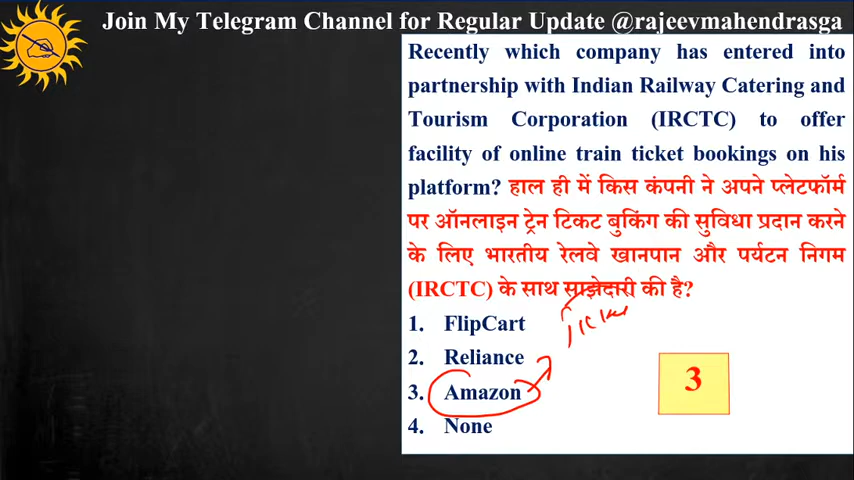 Join My Telegram Channel for Regular Update @rajeevmahendrasga
Recently which company has entered into
partnership with Indian Railway Catering and
Tourism Corporation (IRCTC) to offer
facility of online train ticket bookings on his
platform? हाल ही में किस कंपनी ने अपने प्लेटफॉर्म
पर ऑनलाइन ट्रेन टिकट बुकिंग की सुविधा प्रदान करने
के लिए भारतीय रेलवे खानपान और पर्यटन निगम
(IRCTC) के साथ साझेदारी की है?
1. FlipCart
2. Reliance
3. Amazon
4. None
3